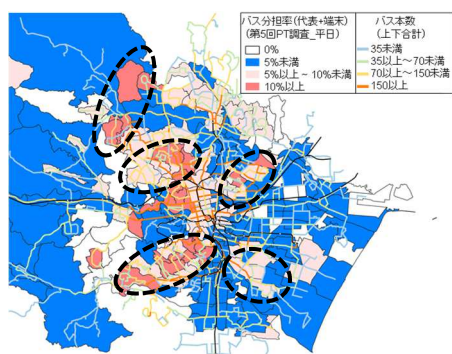 バス分担率(代表+端末)
(第5回PT調査_平日)
0%
5%未満
5%以上~10%未満
10%以上
バス本数
(上下合計)
35未満
35以上~70未満
70以上~150未満
150以上